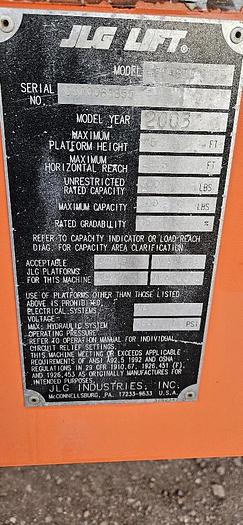 JLG LIFT®
MODEL
SERIAL NO.
MODEL YEAR 2003
MAXIMUM PLATFORM HEIGHT FT
MAXIMUM HORIZONTAL REACH FT
UNRESTRICTED RATED CAPACITY LBS
MAXIMUM CAPACITY LBS
RATED GRADABILITY %
REFER TO CAPACITY INDICATOR OR LOAD REACH
DIAG. FOR CAPACITY AREA CLARIFICATION.
ACCEPTABLE
JLG PLATFORMS
FOR THIS MACHINE
USE OF PLATFORMS OTHER THAN THOSE LISTED
ABOVE IS PROHIBITED.
ELECTRICAL SYSTEMS
VOLTAGE-
MAX. HYDRAULIC SYSTEM
OPERATING PRESSURE. PSI
REFER TO OPERATION MANUAL FOR INDIVIDUAL
CIRCUIT RELIEF SETTINGS.
THIS MACHINE MEETING OR EXCEEDS APPLICABLE
REQUIREMENTS OF ANSI A92.5 1992 AND OSHA
REGULATIONS IN 29 CFR 1910.67, 1926.451 (F),
AND 1926.453 AS ORIGINALLY MANUFACTURED FOR
INTENDED PURPOSES.
JLG INDUSTRIES, INC.
McCONNELLSBURG, PA. 17233-9533 U.S.A.